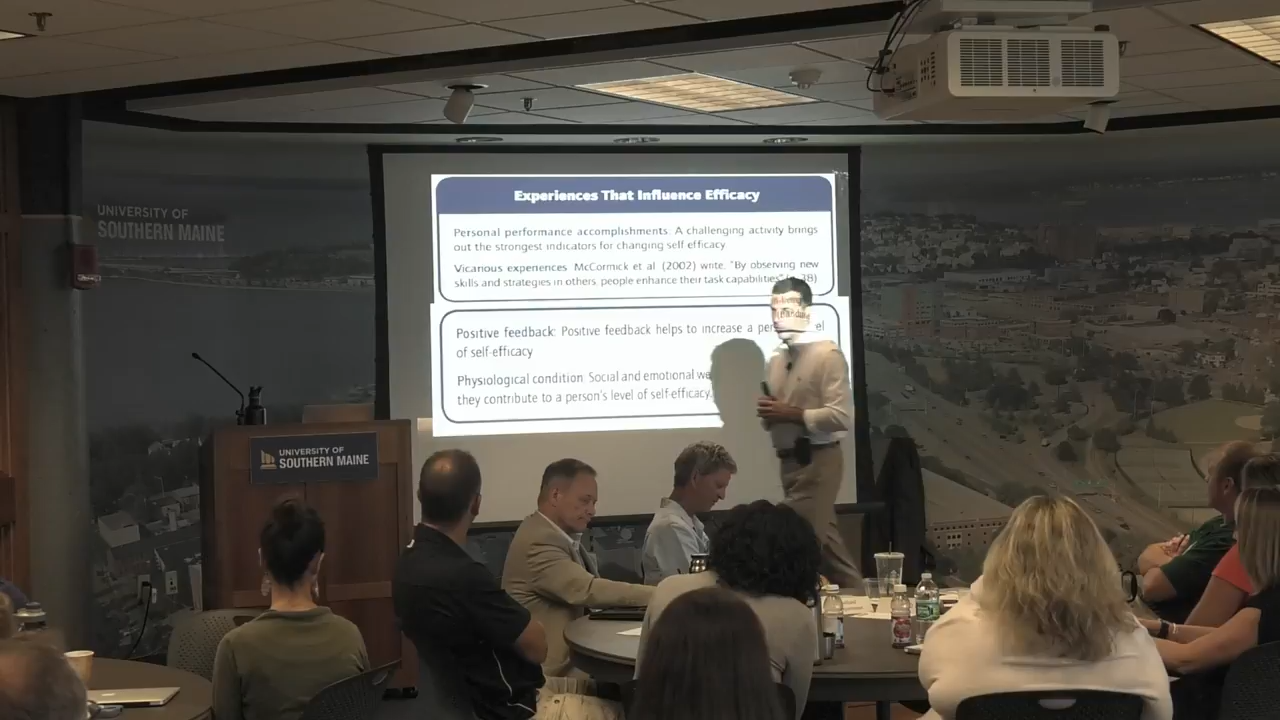 UNIVERSITY OF
SOUTHERN MAINE
Experiences That Influence Efficacy
Personal performance accomplishments: A challenging activity brings
out the strongest indicators for changing self efficacy
Vicarious experiences: McCormick et al (2002) write, "By observing new
skills and strategies in others, people enhance their task capabilities" 38)
Positive feedback: Positive feedback helps to increase a
of self-efficacy
Physiological condition: Social and emotional
they contribute to a person's level of self-efficacy.
UNIVERSITY OF
SOUTHERN MAINE